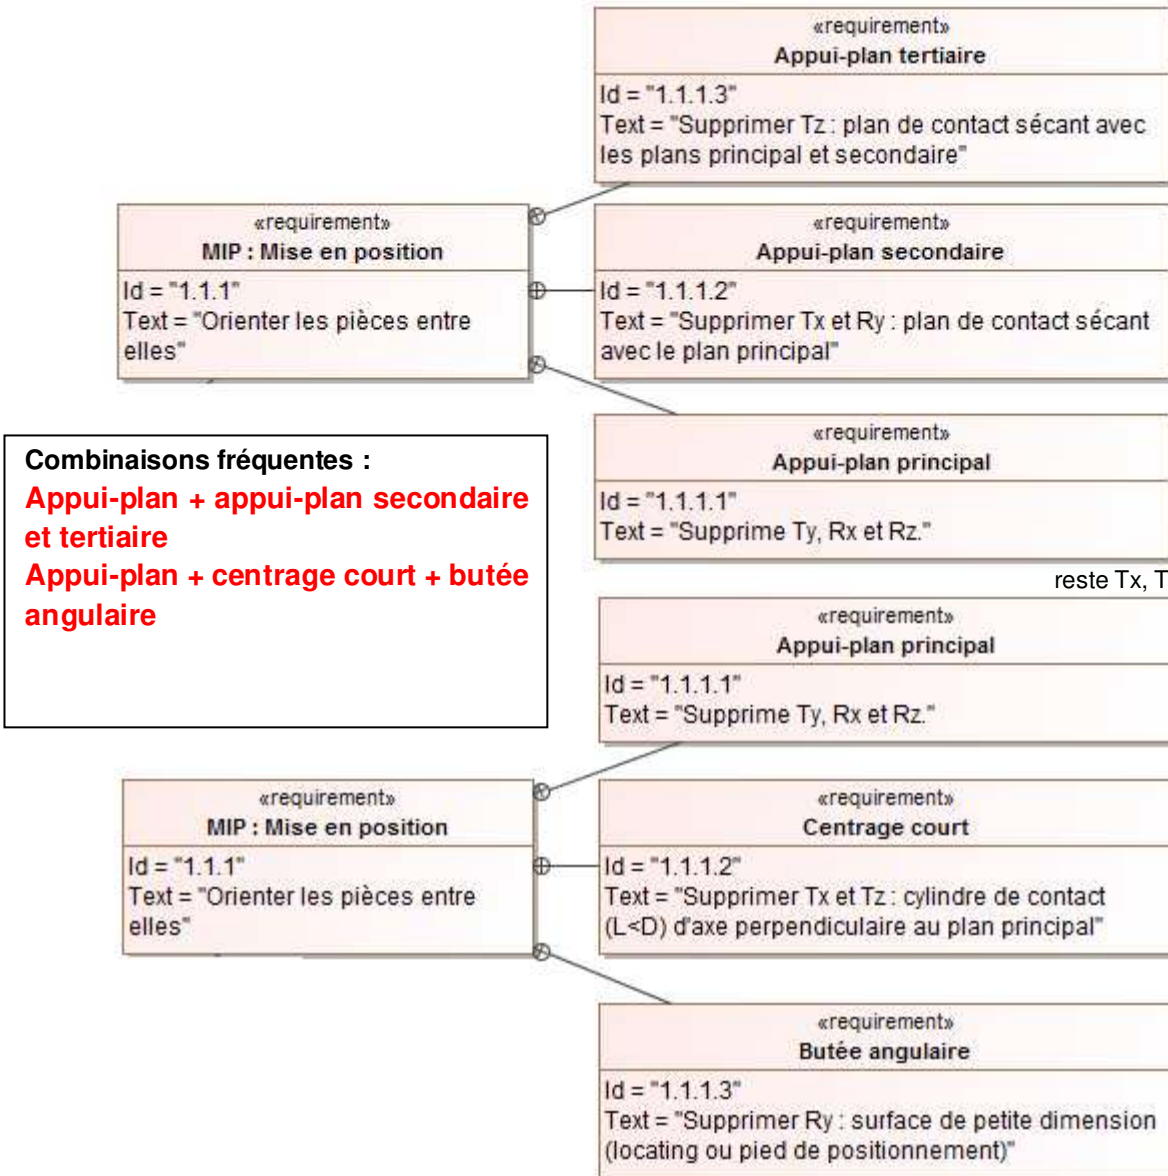 «requirement»
Appui-plan tertiaire
Id = "1.1.1.3"
Text = "Supprimer Tz : plan de contact sécant avec
les plans principal et secondaire"
«requirement»
MIP : Mise en position
Id = "1.1.1"
Text = "Orienter les pièces entre
elles"
«requirement»
Appui-plan secondaire
Id = "1.1.1.2"
Text = "Supprimer Tx et Ry : plan de contact sécant
avec le plan principal"
«requirement»
Appui-plan principal
Id = "1.1.1.1"
Text = "Supprime Ty, Rx et Rz."
Combinaisons fréquentes :
Appui-plan + appui-plan secondaire
et tertiaire
Appui-plan + centrage court + butée
angulaire
reste Tx, T
«requirement»
Appui-plan principal
Id = "1.1.1.1"
Text = "Supprime Ty, Rx et Rz."
«requirement»
MIP : Mise en position
Id = "1.1.1"
Text = "Orienter les pièces entre
elles"
«requirement»
Centrage court
Id = "1.1.1.2"
Text = "Supprimer Tx et Tz : cylindre de contact
(L<D) d'axe perpendiculaire au plan principal"
«requirement»
Butée angulaire
Id = "1.1.1.3"
Text = "Supprimer Ry : surface de petite dimension
(locating ou pied de positionnement)"